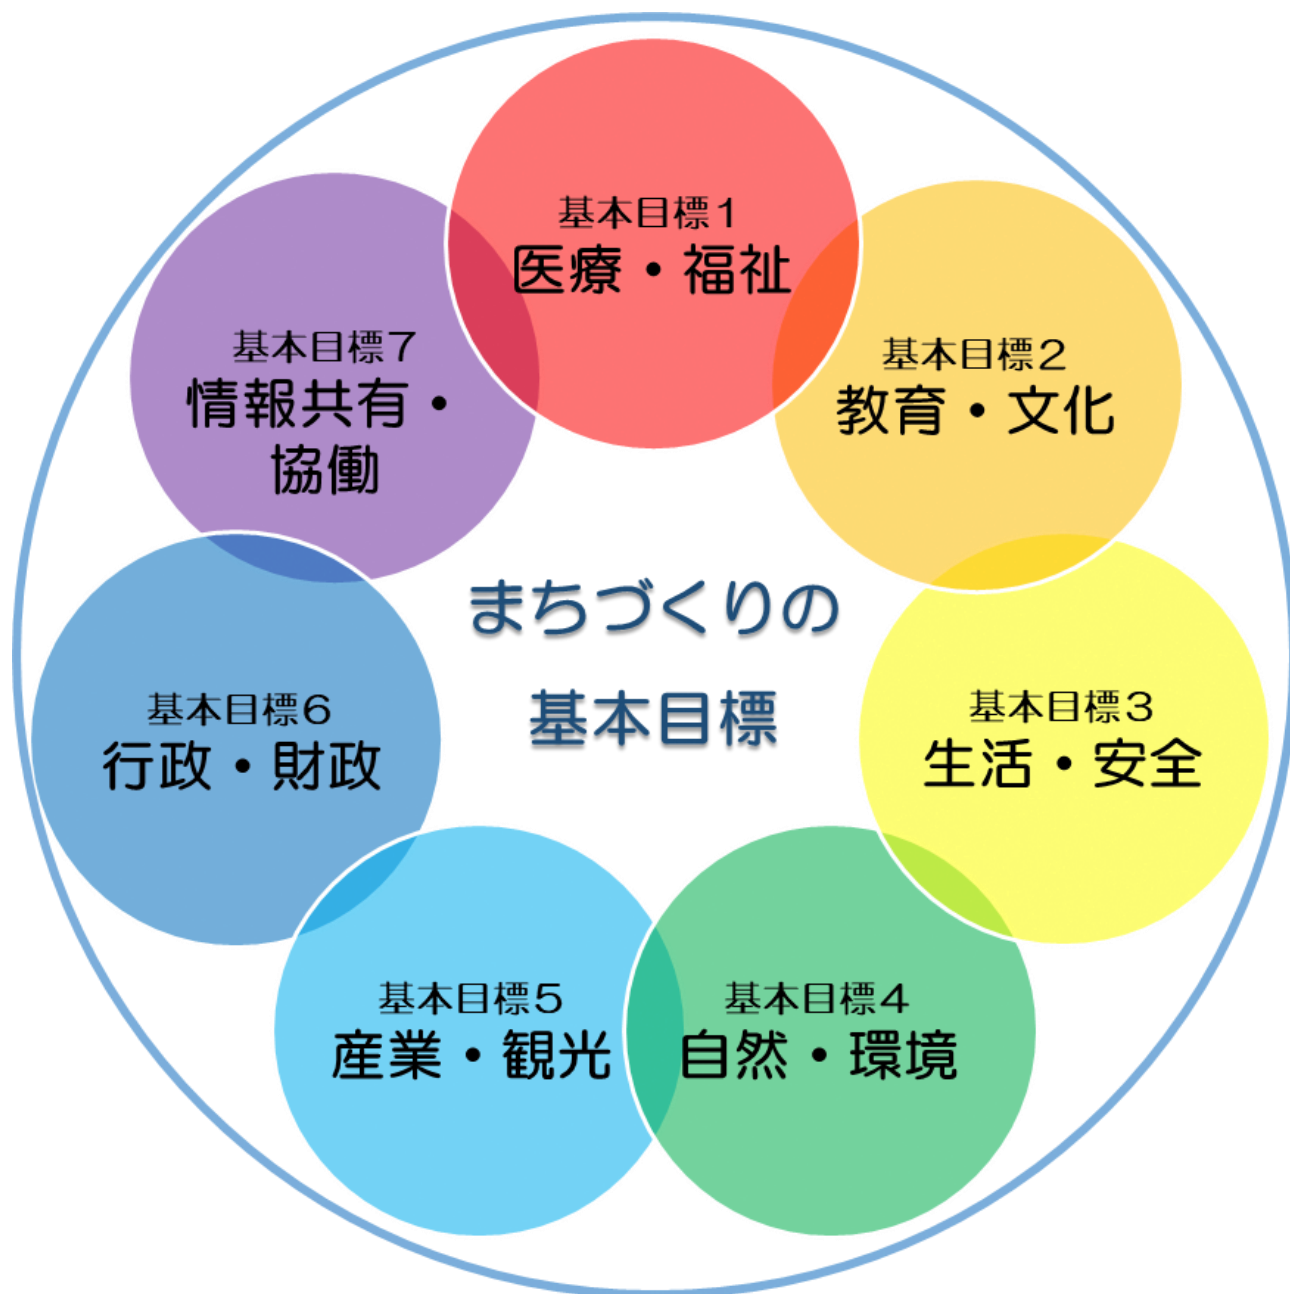 基本目標1
医療・福祉
基本目標2
教育・文化
基本目標3
生活・安全
基本目標4
自然・環境
基本目標5
産業・観光
基本目標6
行政・財政
基本目標7
情報共有・
協働
まちづくりの
基本目標